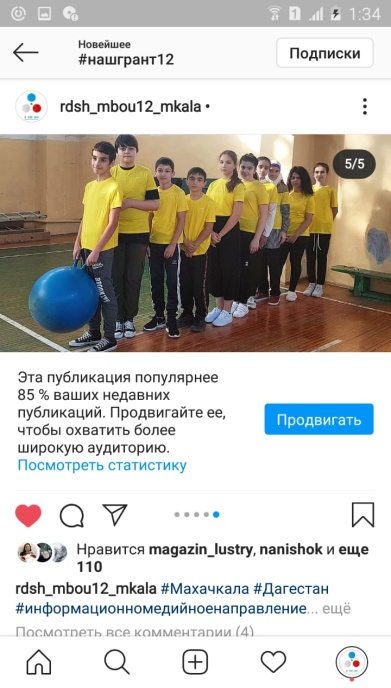 1:34
Новейшее
#нашгрант12
Подписки
rdsh_mbou12_mkala •
5/5
Эта публикация популярнее
85 % ваших недавних
публикаций. Продвигайте ее,
чтобы охватить более
широкую аудиторию.
Посмотреть статистику
Продвигать
Нравится magazin_lustry, nanishok и еще
110
rdsh_mbou12_mkala #Махачкала #Дагестан
#информационномедийноенаправление... ещё
Посмотреть все комментарии (4)